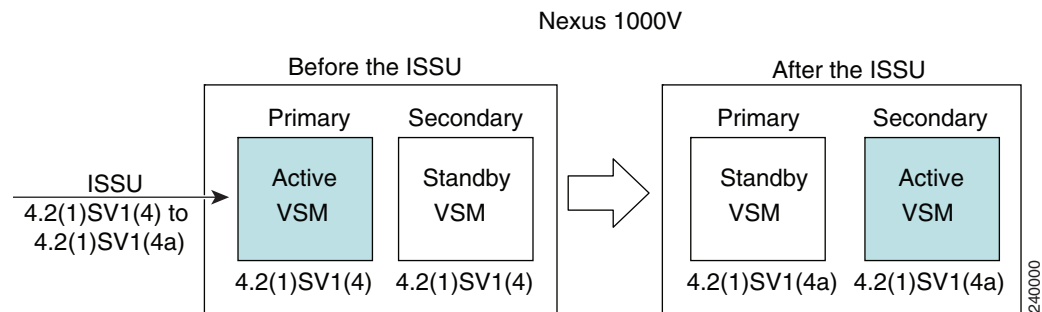 Nexus 1000V
Before the ISSU
Primary
Secondary
Active
VSM
Standby
VSM
4.2(1)SV1(4)
4.2(1)SV1(4)
ISSU
4.2(1)SV1(4) to
4.2(1)SV1(4a)
After the ISSU
Primary
Secondary
Standby
VSM
Active
VSM
4.2(1)SV1(4a)
4.2(1)SV1(4a)
240000